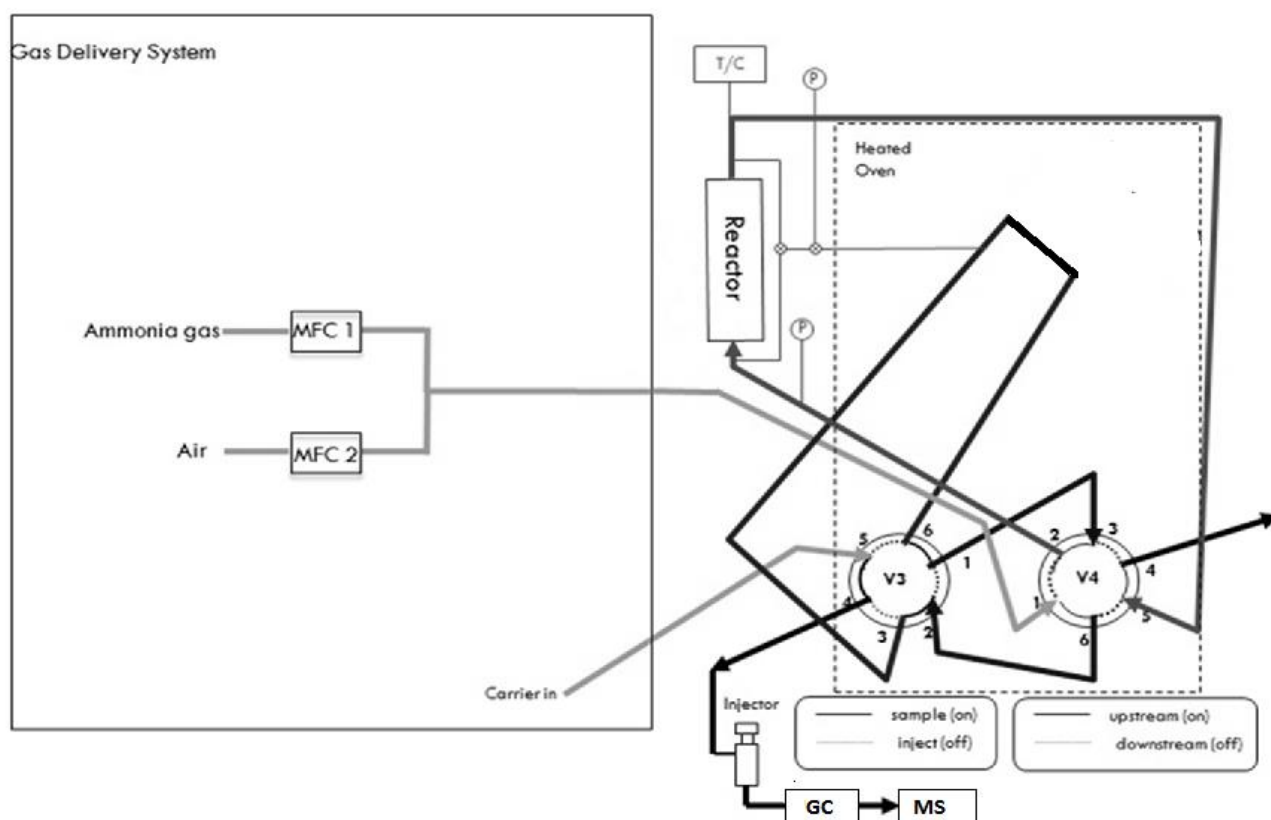 Gas Delivery System
T/C
P
Heated
Oven
Reactor
Ammonia gas
MFC 1
P
Air
MFC 2
5
6
1
V3
4
3
2
2
3
4
V4
1
5
6
Carrier in
Injector
sample (on)
inject (off)
upstream (on)
downstream (off)
GC
MS